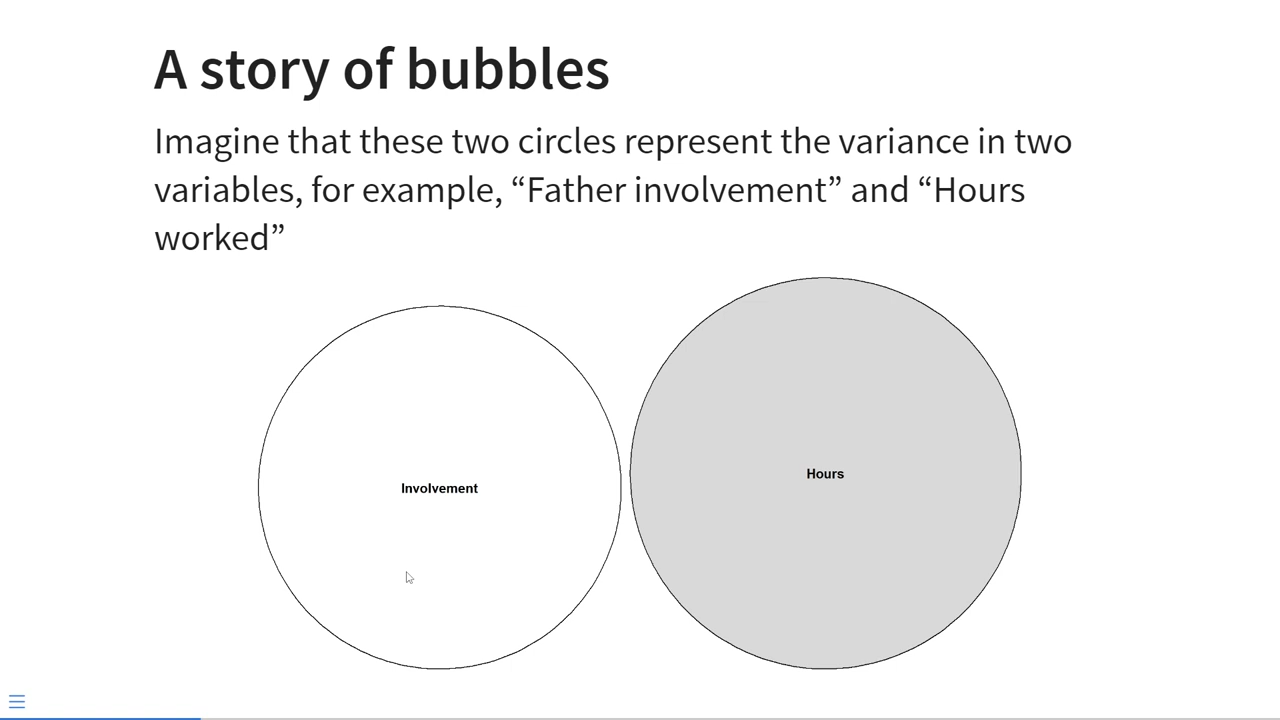 A story of bubbles
Imagine that these two circles represent the variance in two
variables, for example, “Father involvement” and “Hours
worked”
Involvement
Hours